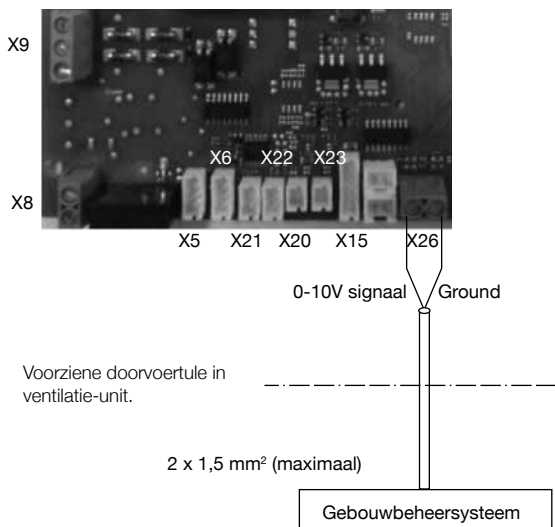 X9
X6
X22
X23
X8
X5
X21
X20
X15
X26
0-10V signaal
Ground
Voorziene doorvoertule in
ventilatie-unit.
2 x 1,5 mm² (maximaal)
Gebouwbeheersysteem